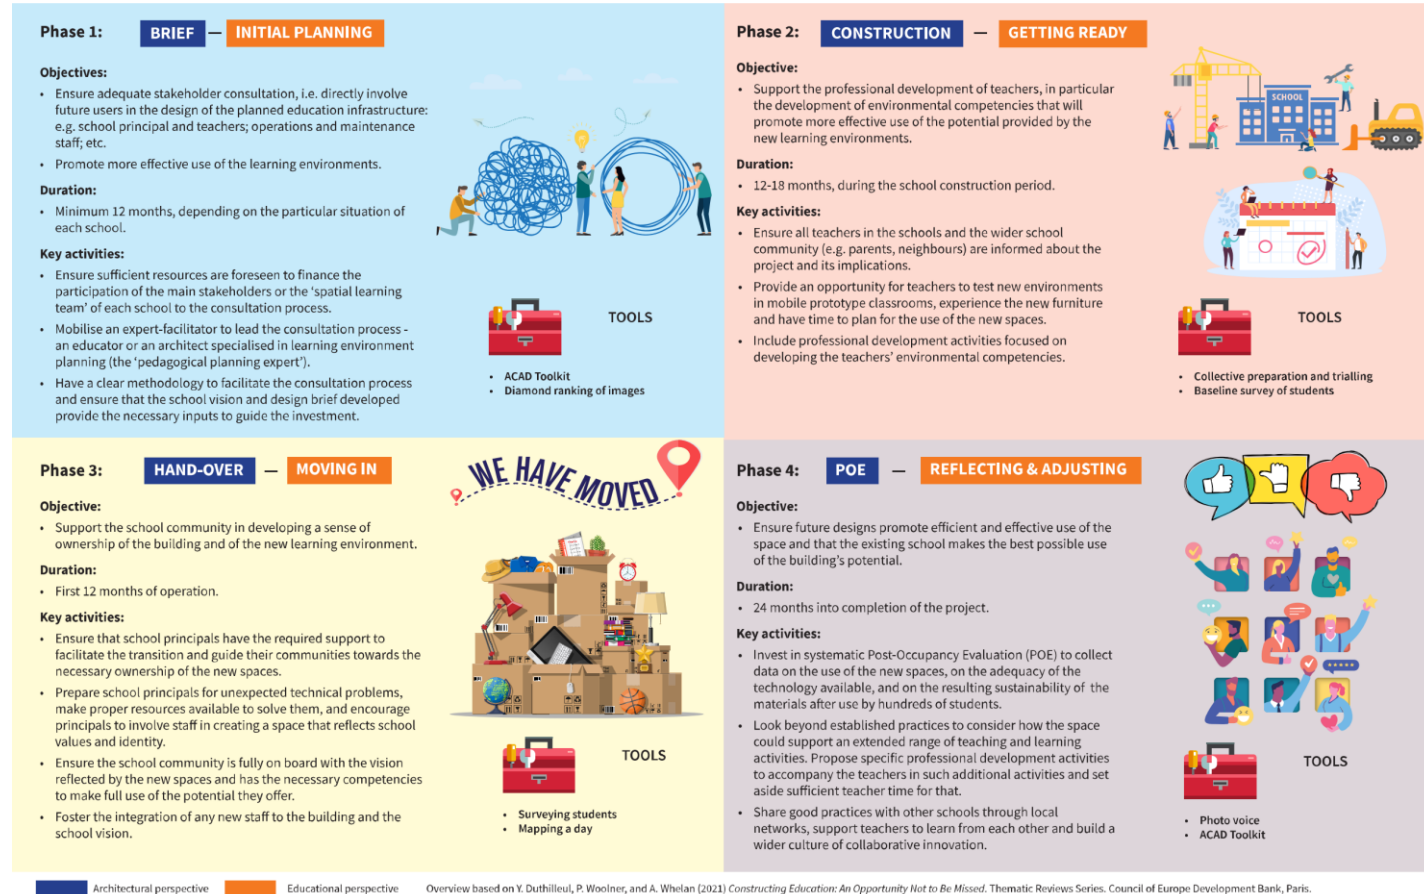 Phase 1: BRIEF — INITIAL PLANNING
Objectives:
• Ensure adequate stakeholder consultation, i.e. directly involve
future users in the design of the planned education infrastructure:
e.g. school principal and teachers; operations and maintenance
staff; etc.
• Promote more effective use of the learning environments.
Duration:
• Minimum 12 months, depending on the particular situation of
each school.
Key activities:
• Ensure sufficient resources are foreseen to finance the
participation of the main stakeholders or the ‘spatial learning
team’ of each school to the consultation process.
• Mobilise an expert-facilitator to lead the consultation process -
an educator or an architect specialised in learning environment
planning (the ‘pedagogical planning expert’).
• Have a clear methodology to facilitate the consultation process
and ensure that the school vision and design brief developed
provide the necessary inputs to guide the investment.
TOOLS
• ACAD Toolkit
• Diamond ranking of images
Phase 2: CONSTRUCTION — GETTING READY
Objective:
• Support the professional development of teachers, in particular
the development of environmental competencies that will
promote more effective use of the potential provided by the
new learning environments.
Duration:
• 12-18 months, during the school construction period.
Key activities:
• Ensure all teachers in the schools and the wider school
community (e.g. parents, neighbours) are informed about the
project and its implications.
• Provide an opportunity for teachers to test new environments
in mobile prototype classrooms, experience the new furniture
and have time to plan for the use of the new spaces.
• Include professional development activities focused on
developing the teachers’ environmental competencies.
SCHOOL
TOOLS
• Collective preparation and trialling
• Baseline survey of students
Phase 3: HAND-OVER — MOVING IN
Objective:
• Support the school community in developing a sense of
ownership of the building and of the new learning environment.
Duration:
• First 12 months of operation.
Key activities:
• Ensure that school principals have the required support to
facilitate the transition and guide their communities towards the
necessary ownership of the new spaces.
• Prepare school principals for unexpected technical problems,
make proper resources available to solve them, and encourage
principals to involve staff in creating a space that reflects school
values and identity.
• Ensure the school community is fully on board with the vision
reflected by the new spaces and has the necessary competencies
to make full use of the potential they offer.
• Foster the integration of any new staff to the building and the
school vision.
WE HAVE MOVED
TOOLS
• Surveying students
• Mapping a day
Phase 4: POE — REFLECTING & ADJUSTING
Objective:
• Ensure future designs promote efficient and effective use of the
space and that the existing school makes the best possible use
of the building’s potential.
Duration:
• 24 months into completion of the project.
Key activities:
• Invest in systematic Post-Occupancy Evaluation (POE) to collect
data on the use of the new spaces, on the adequacy of the
technology available, and on the resulting sustainability of the
materials after use by hundreds of students.
• Look beyond established practices to consider how the space
could support an extended range of teaching and learning
activities. Propose specific professional development activities
to accompany the teachers in such additional activities and set
aside sufficient teacher time for that.
• Share good practices with other schools through local
networks, support teachers to learn from each other and build a
wider culture of collaborative innovation.
TOOLS
• Photo voice
• ACAD Toolkit
Architectural perspective
Educational perspective
Overview based on Y. Duthilleul, P. Woolner, and A. Whelan (2021) Constructing Education: An Opportunity Not to Be Missed. Thematic Reviews Series. Council of Europe Development Bank, Paris.